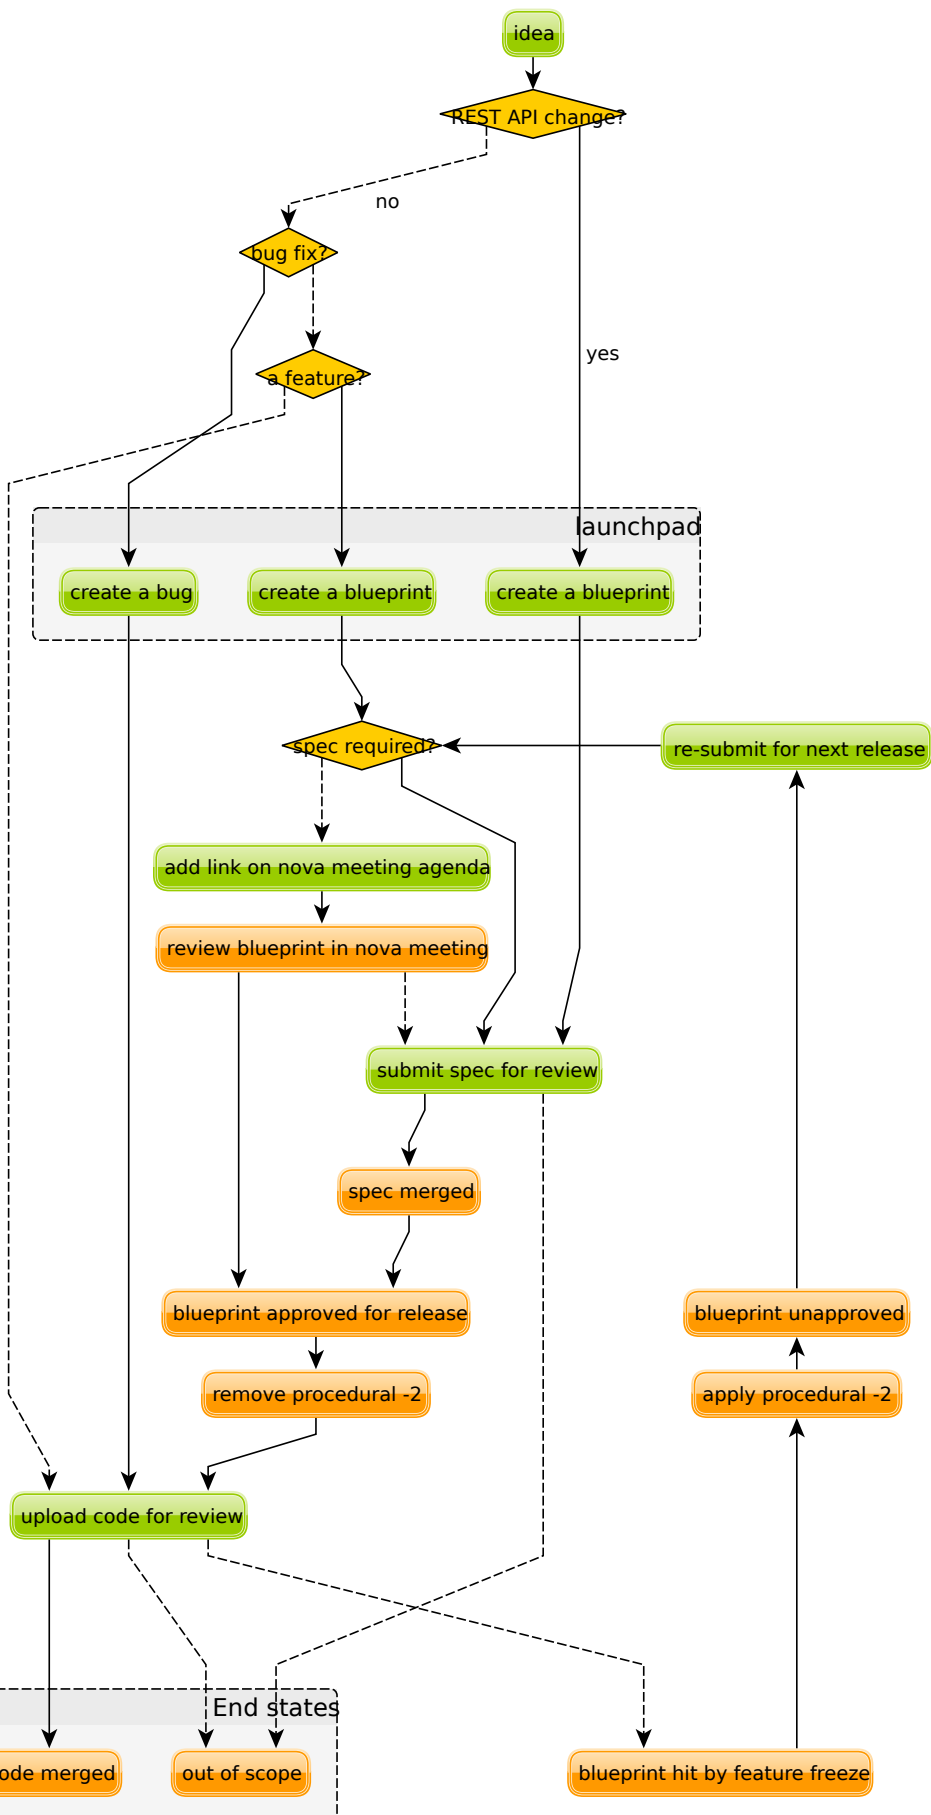 idea
REST API change?
no
bug fix?
yes
a feature?
launchpad
create a bug
create a blueprint
create a blueprint
spec required?
re-submit for next release
add link on nova meeting agenda
review blueprint in nova meeting
submit spec for review
spec merged
blueprint approved for release
blueprint unapproved
remove procedural -2
apply procedural -2
upload code for review
End states
ode merged
out of scope
blueprint hit by feature freeze